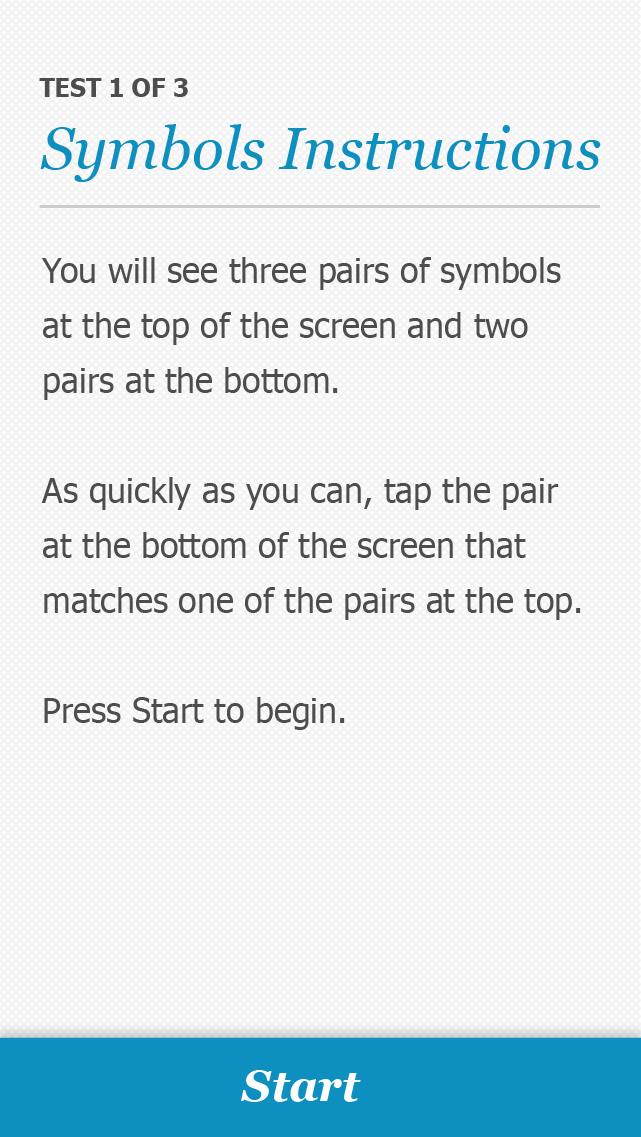 TEST 1 OF 3
Symbols Instructions
You will see three pairs of symbols
at the top of the screen and two
pairs at the bottom.
As quickly as you can, tap the pair
at the bottom of the screen that
matches one of the pairs at the top.
Press Start to begin.
Start